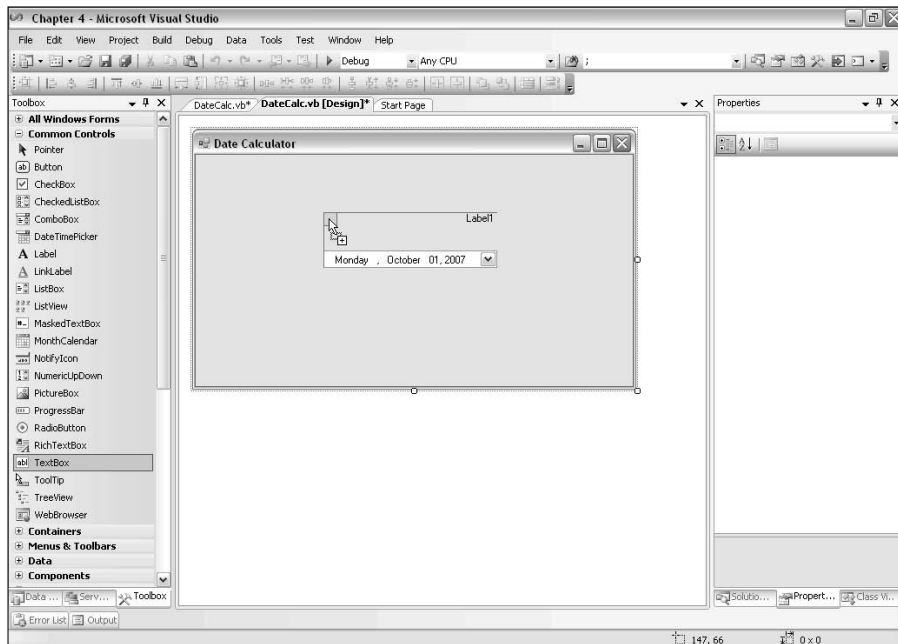 Chapter 4 - Microsoft Visual Studio
File Edit View Project Build Debug Data Tools Test Window Help
Debug Any CPU ;
Toolbox
DateCalc.vb* DateCalc.vb [Design]* Start Page
Properties
All Windows Forms
Common Controls
Pointer
ab Button
CheckBox
CheckedListBox
ComboBox
DateTimePicker
A Label
A LinkLabel
ListBox
ListView
MaskedTextBox
MonthCalendar
NotifyIcon
NumericUpDown
PictureBox
ProgressBar
RadioButton
RichTextBox
abl TextBox
ToolTip
TreeView
WebBrowser
Containers
Menus & Toolbars
Data
Components
Date Calculator
Label1
Monday , October 01, 2007
Data ... Serv... Toolbox
Solutio... Propert... Class Vi...
Error List Output
147, 66 0 x 0